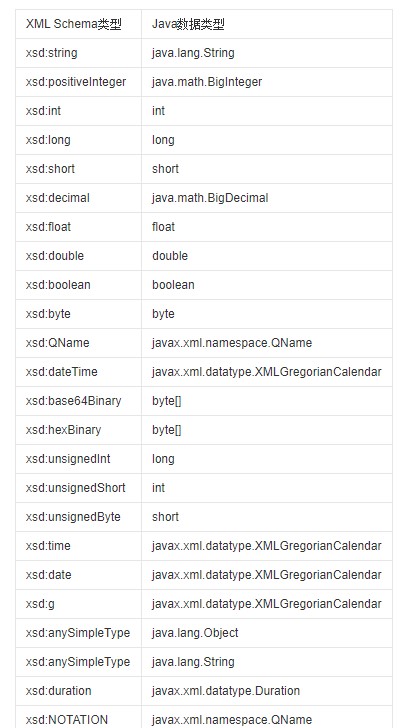 XML Schema类型 Java数据类型
xsd:string java.lang.String
xsd:positiveInteger java.math.BigInteger
xsd:int int
xsd:long long
xsd:short short
xsd:decimal java.math.BigDecimal
xsd:float float
xsd:double double
xsd:boolean boolean
xsd:byte byte
xsd:QName javax.xml.namespace.QName
xsd:dateTime javax.xml.datatype.XMLGregorianCalendar
xsd:base64Binary byte[]
xsd:hexBinary byte[]
xsd:unsignedInt long
xsd:unsignedShort int
xsd:unsignedByte short
xsd:time javax.xml.datatype.XMLGregorianCalendar
xsd:date javax.xml.datatype.XMLGregorianCalendar
xsd:g javax.xml.datatype.XMLGregorianCalendar
xsd:anySimpleType java.lang.Object
xsd:anySimpleType java.lang.String
xsd:duration javax.xml.datatype.Duration
xsd:NOTATION javax.xml.namespace.QName